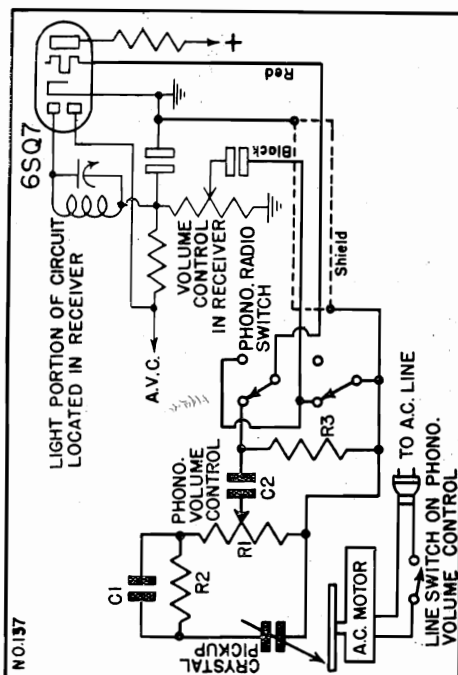 NO.137
LIGHT PORTION OF CIRCUIT
LOCATED IN RECEIVER
6SQ7
+
Red
Black
Shield
VOLUME
CONTROL
IN RECEIVER
A.V.C.
PHONO. RADIO
SWITCH
PHONO.
VOLUME
CONTROL
C1
R2
R1
C2
R3
CRYSTAL
PICKUP
A.C. MOTOR
TO A.C. LINE
LINE SWITCH ON PHONO.
VOLUME CONTROL